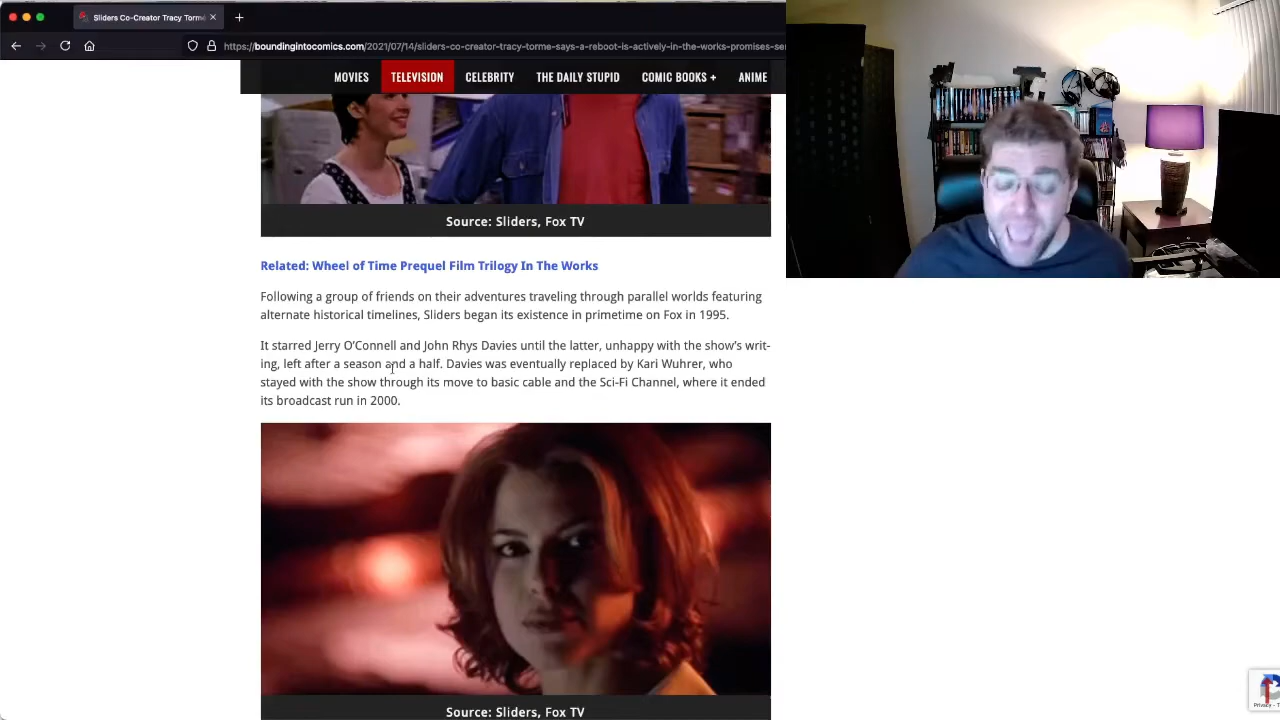 Sliders Co-Creator Tracy Tormé
https://boundingintocomics.com/2021/07/14/sliders-co-creator-tracy-torme-says-a-reboot-is-actively-in-the-works-promises-se
MOVIES TELEVISION CELEBRITY THE DAILY STUPID COMIC BOOKS + ANIME
Source: Sliders, Fox TV
Related: Wheel of Time Prequel Film Trilogy In The Works
Following a group of friends on their adventures traveling through parallel worlds featuring
alternate historical timelines, Sliders began its existence in primetime on Fox in 1995.
It starred Jerry O’Connell and John Rhys Davies until the latter, unhappy with the show’s writ-
ing, left after a season and a half. Davies was eventually replaced by Kari Wuhrer, who
stayed with the show through its move to basic cable and the Sci-Fi Channel, where it ended
its broadcast run in 2000.
Source: Sliders, Fox TV
Privacy - T